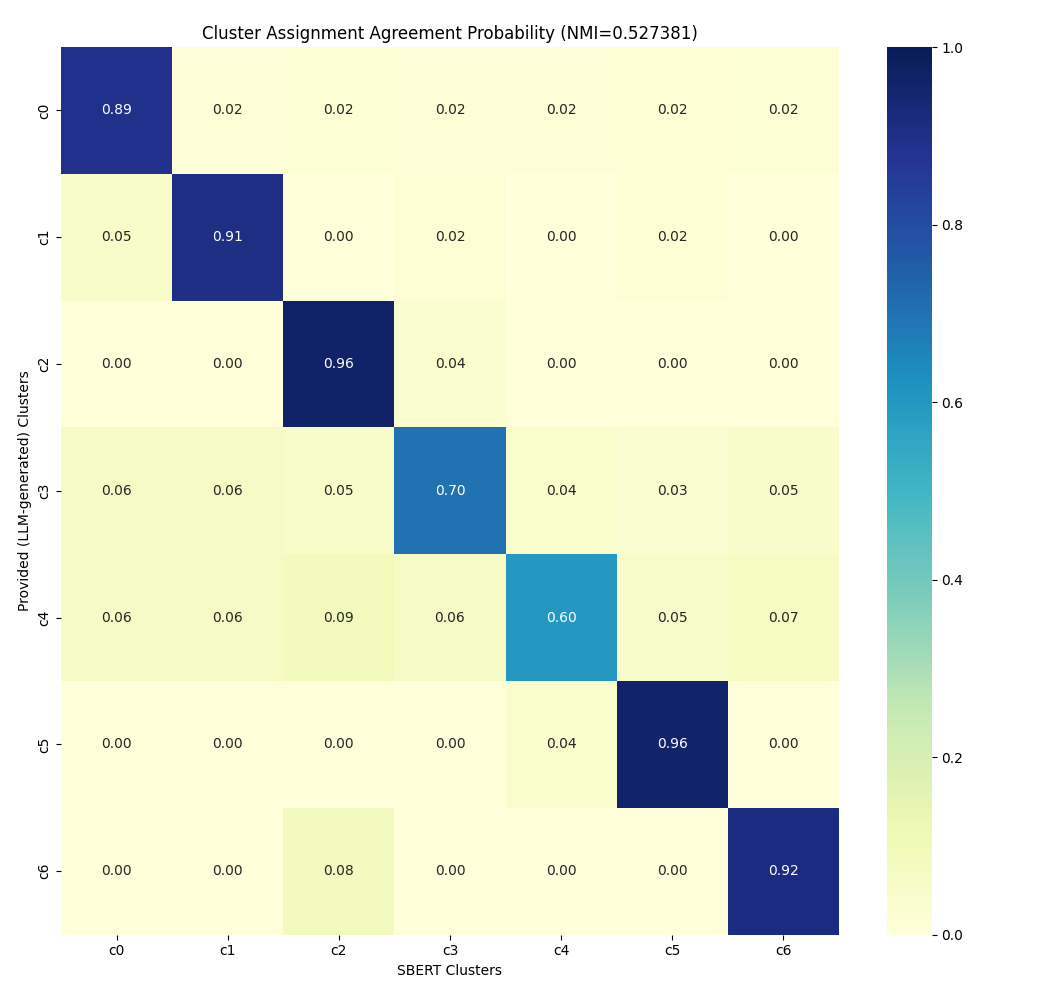 Cluster Assignment Agreement Probability (NMI=0.527381)
Provided (LLM-generated) Clusters
c0 0.89 0.02 0.02 0.02 0.02 0.02 0.02
c1 0.05 0.91 0.00 0.02 0.00 0.02 0.00
c2 0.00 0.00 0.96 0.04 0.00 0.00 0.00
c3 0.06 0.06 0.05 0.70 0.04 0.03 0.05
c4 0.06 0.06 0.09 0.06 0.60 0.05 0.07
c5 0.00 0.00 0.00 0.00 0.04 0.96 0.00
c6 0.00 0.00 0.08 0.00 0.00 0.00 0.92
c0 c1 c2 c3 c4 c5 c6
SBERT Clusters
1.0
0.8
0.6
0.4
0.2
0.0